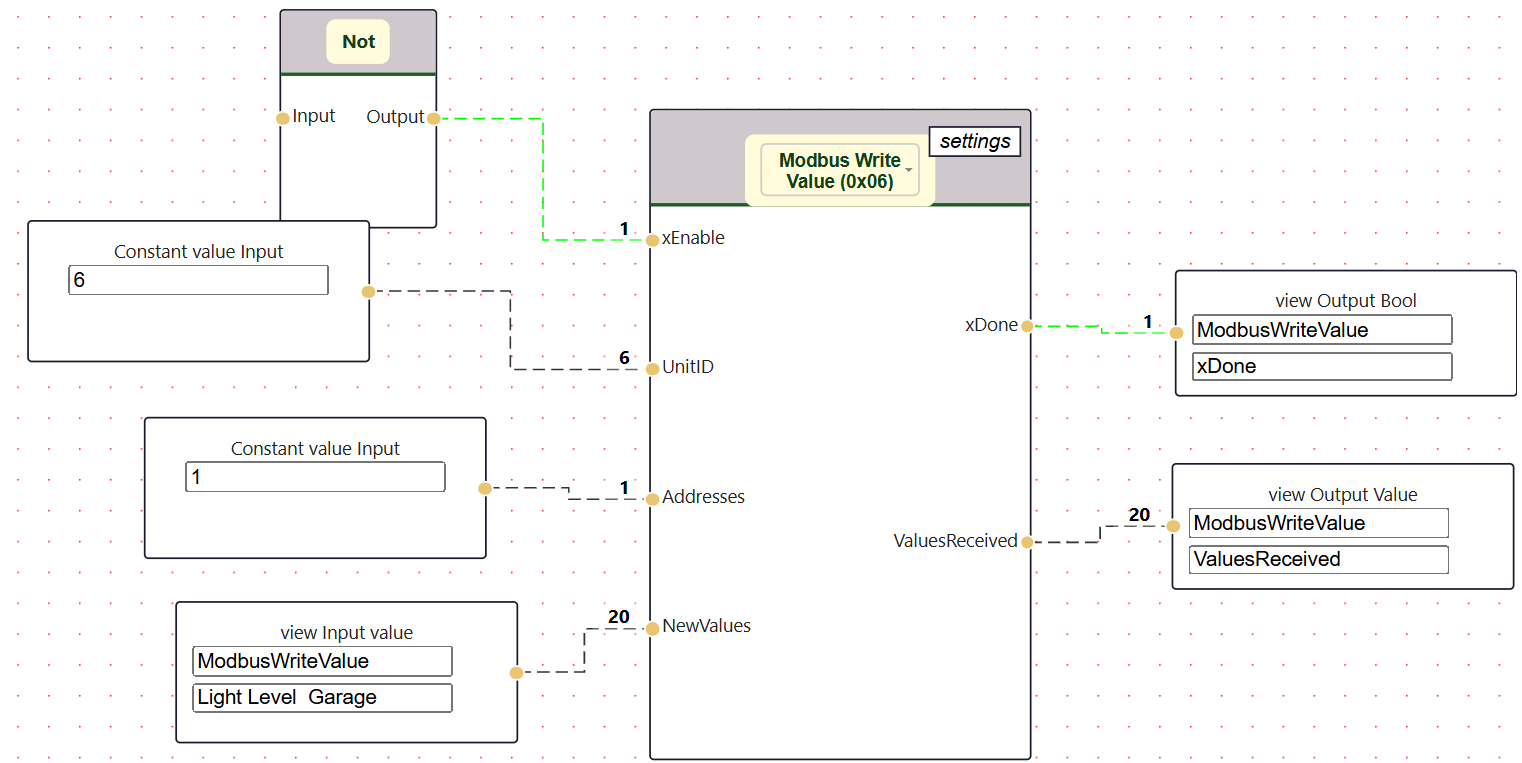 Not
Input
Output
settings
Modbus Write
Value (0x06)
1
xEnable
Constant value Input
6
6
UnitID
xDone
1
view Output Bool
ModbusWriteValue
xDone
Constant value Input
1
1
Addresses
ValuesReceived
20
view Output Value
ModbusWriteValue
ValuesReceived
view Input value
ModbusWriteValue
Light Level  Garage
20
NewValues